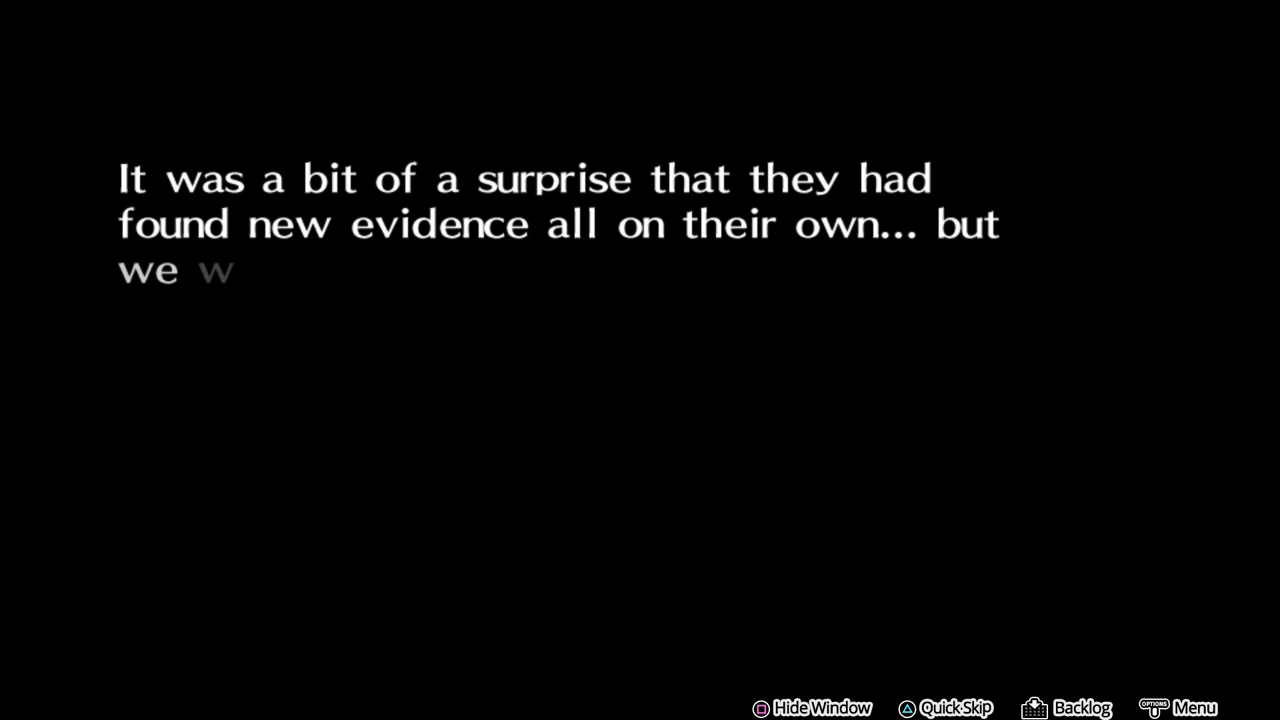 It was a bit of a surprise that they had
found new evidence all on their own... but
we w
Hide Window Quick Skip OPTIONS Backlog Menu